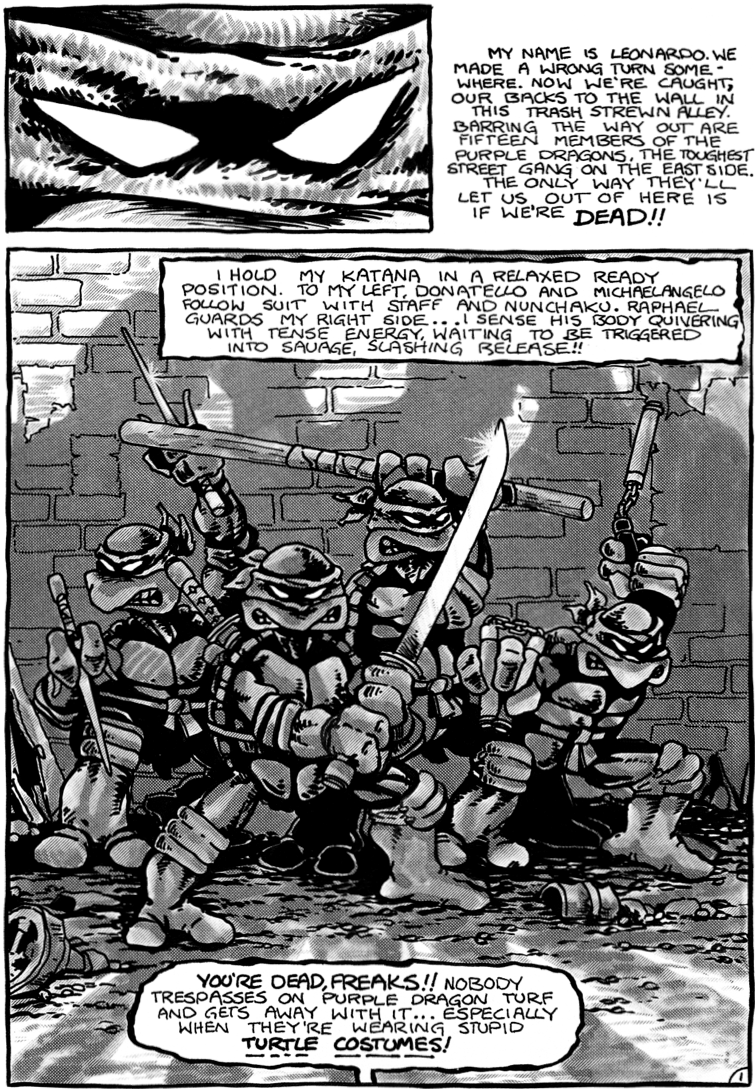 MY NAME IS LEONARDO. WE
MADE A WRONG TURN SOME-
WHERE. NOW WE'RE CAUGHT,
OUR BACKS TO THE WALL IN
THIS TRASH STREWN ALLEY.
BARRING THE WAY OUT ARE
FIFTEEN MEMBERS OF THE
PURPLE DRAGONS, THE TOUGHEST
STREET GANG ON THE EAST SIDE.
THE ONLY WAY THEY'LL
LET US OUT OF HERE IS
IF WE'RE DEAD!!
I HOLD MY KATANA IN A RELAXED READY
POSITION. TO MY LEFT, DONATELLO AND MICHAELANGELO
FOLLOW SUIT WITH STAFF AND NUNCHAKU. RAPHAEL
GUARDS MY RIGHT SIDE... I SENSE HIS BODY QUIVERING
WITH TENSE ENERGY, WAITING TO BE TRIGGERED
INTO SAVAGE, SLASHING RELEASE!!
YOU'RE DEAD, FREAKS!! NOBODY
TRESPASSES ON PURPLE DRAGON TURF
AND GETS AWAY WITH IT... ESPECIALLY
WHEN THEY'RE WEARING STUPID
TURTLE COSTUMES!
1